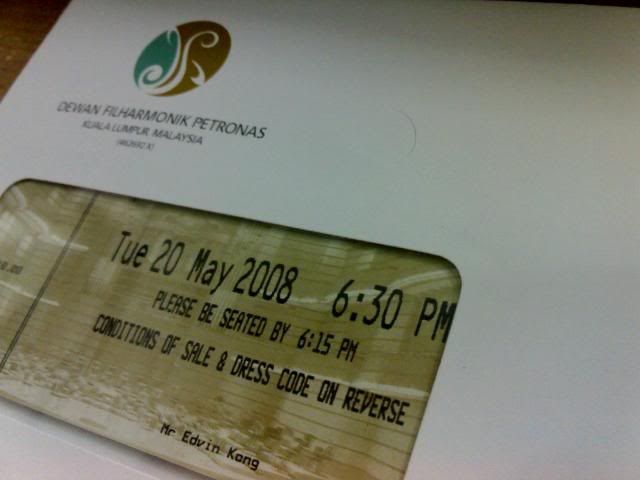 DEWAN FILHARMONIK PETRONAS
KUALA LUMPUR, MALAYSIA
(462692 X)
Tue 20 May 2008 6:30 PM
PLEASE BE SEATED BY 6:15 PM
CONDITIONS OF SALE & DRESS CODE ON REVERSE
Mr Edvin Kong